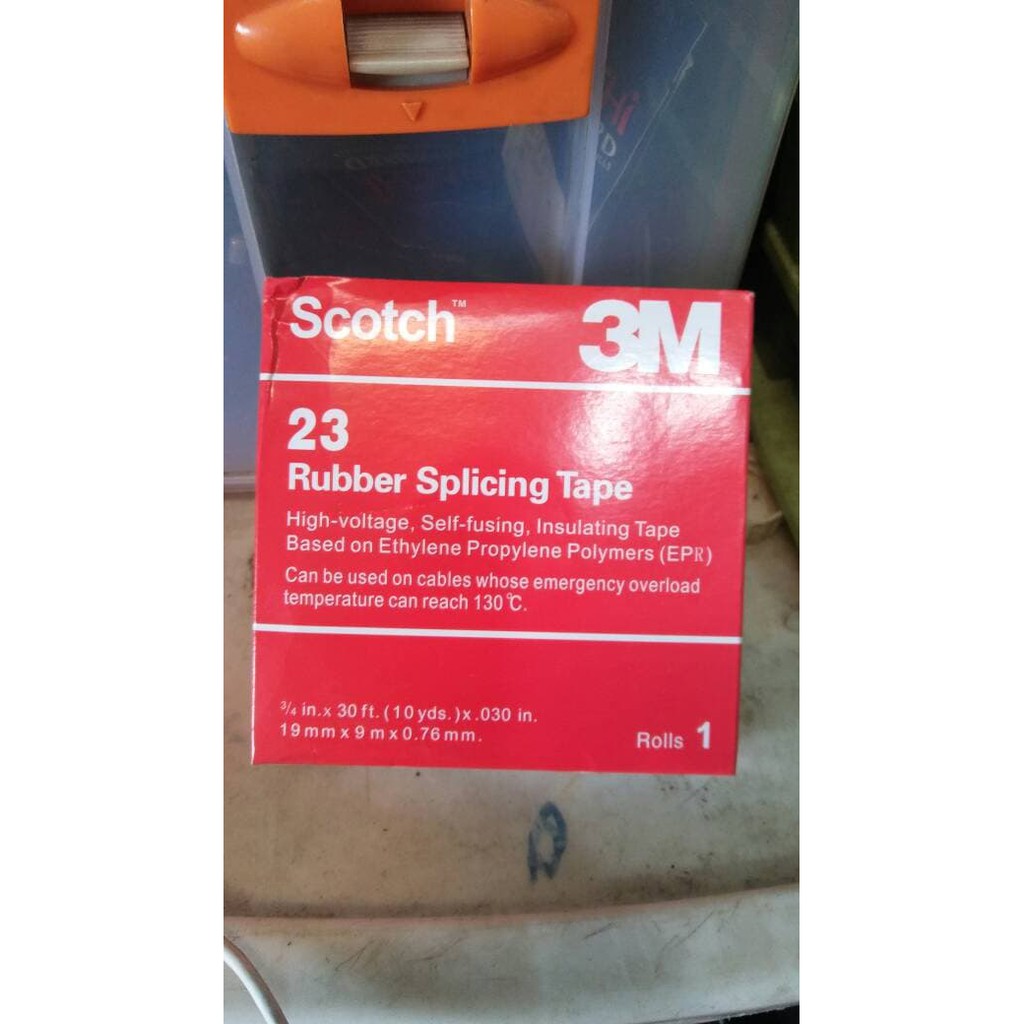 Scotch™ 3M
23
Rubber Splicing Tape
High-voltage, Self-fusing, Insulating Tape
Based on Ethylene Propylene Polymers (EPR)
Can be used on cables whose emergency overload
temperature can reach 130℃.
¾ in.x 30 ft. (10 yds.)x .030 in.
19 mm x 9 m x 0.76 mm.
Rolls 1